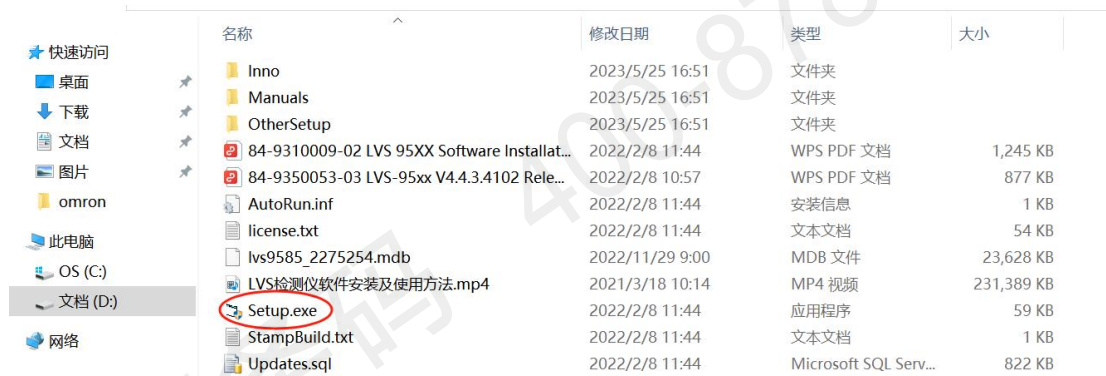 名称 修改日期 类型 大小
快速访问
桌面
下载
文档
图片
omron
此电脑
OS (C:)
文档 (D:)
网络
Inno 2023/5/25 16:51 文件夹
Manuals 2023/5/25 16:51 文件夹
OtherSetup 2023/5/25 16:51 文件夹
84-9310009-02 LVS 95XX Software Installat... 2022/2/8 11:44 WPS PDF 文档 1,245 KB
84-9350053-03 LVS-95xx V4.4.3.4102 Rele... 2022/2/8 10:57 WPS PDF 文档 877 KB
AutoRun.inf 2022/2/8 11:44 安装信息 1 KB
license.txt 2022/2/8 11:44 文本文档 54 KB
lvs9585_2275254.mdb 2022/11/29 9:00 MDB 文件 23,628 KB
LVS检测仪软件安装及使用方法.mp4 2021/3/18 10:14 MP4 视频 231,389 KB
Setup.exe 2022/2/8 11:44 应用程序 59 KB
StampBuild.txt 2022/2/8 11:44 文本文档 1 KB
Updates.sql 2022/2/8 11:44 Microsoft SQL Serv... 822 KB